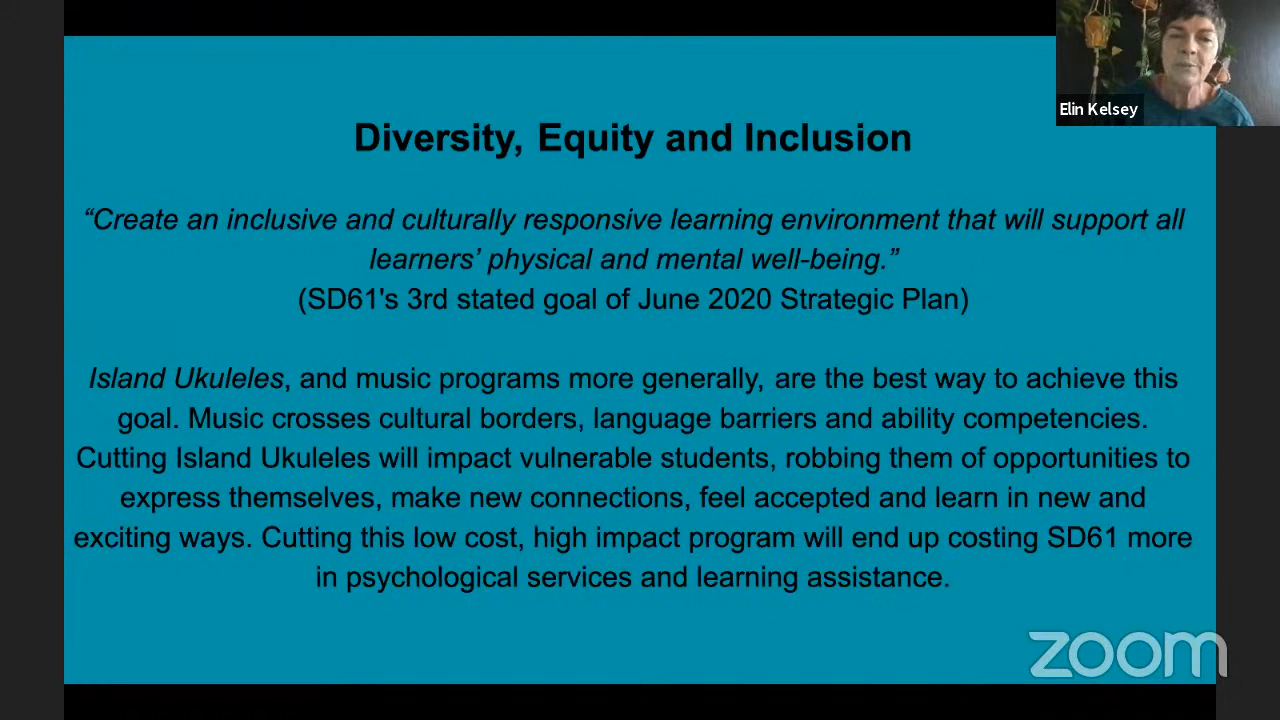 Elin Kelsey
Diversity, Equity and Inclusion
“Create an inclusive and culturally responsive learning environment that will support all
learners’ physical and mental well-being.”
(SD61's 3rd stated goal of June 2020 Strategic Plan)
Island Ukuleles, and music programs more generally, are the best way to achieve this
goal. Music crosses cultural borders, language barriers and ability competencies.
Cutting Island Ukuleles will impact vulnerable students, robbing them of opportunities to
express themselves, make new connections, feel accepted and learn in new and
exciting ways. Cutting this low cost, high impact program will end up costing SD61 more
in psychological services and learning assistance.
zoom